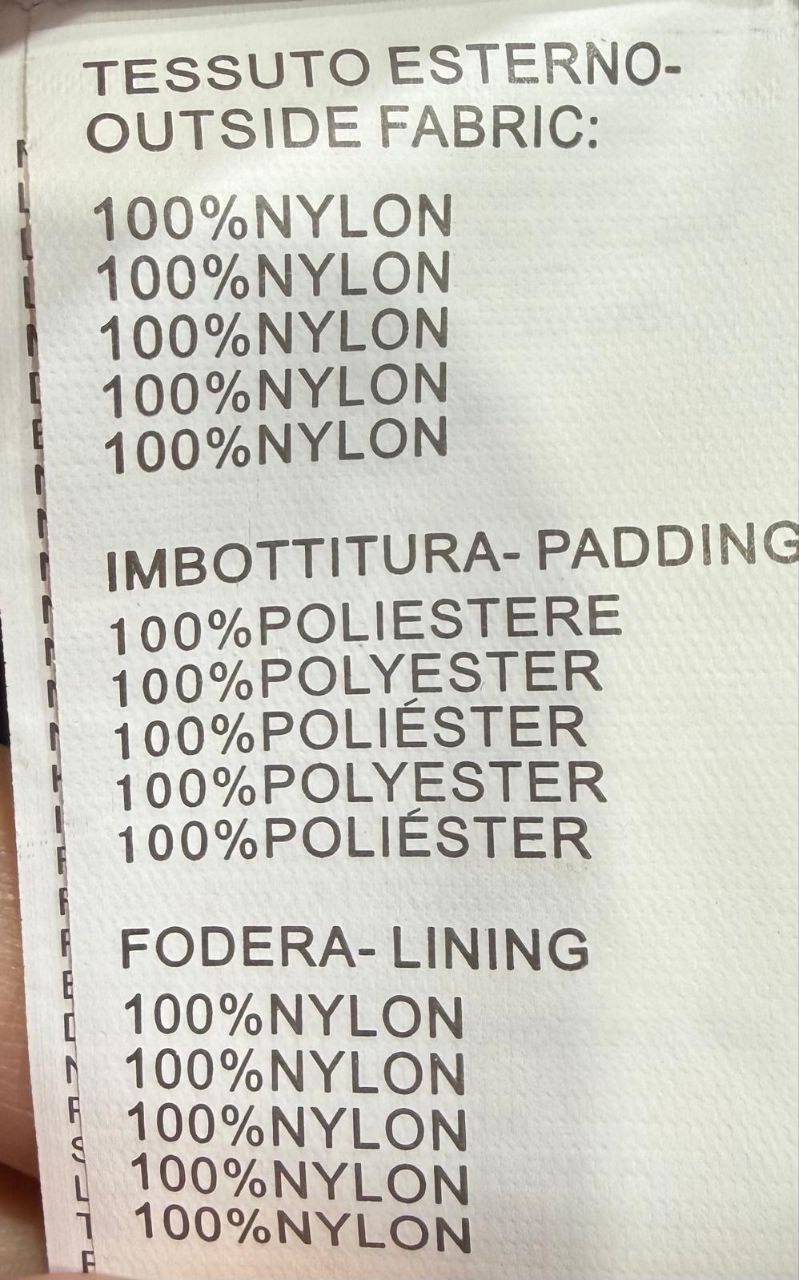 TESSUTO ESTERNO-
OUTSIDE FABRIC:
100%NYLON
100%NYLON
100%NYLON
100%NYLON
100%NYLON
IMBOTTITURA- PADDING
100%POLIESTERE
100%POLYESTER
100%POLIÉSTER
100%POLYESTER
100%POLIÉSTER
FODERA- LINING
100%NYLON
100%NYLON
100%NYLON
100%NYLON
100%NYLON